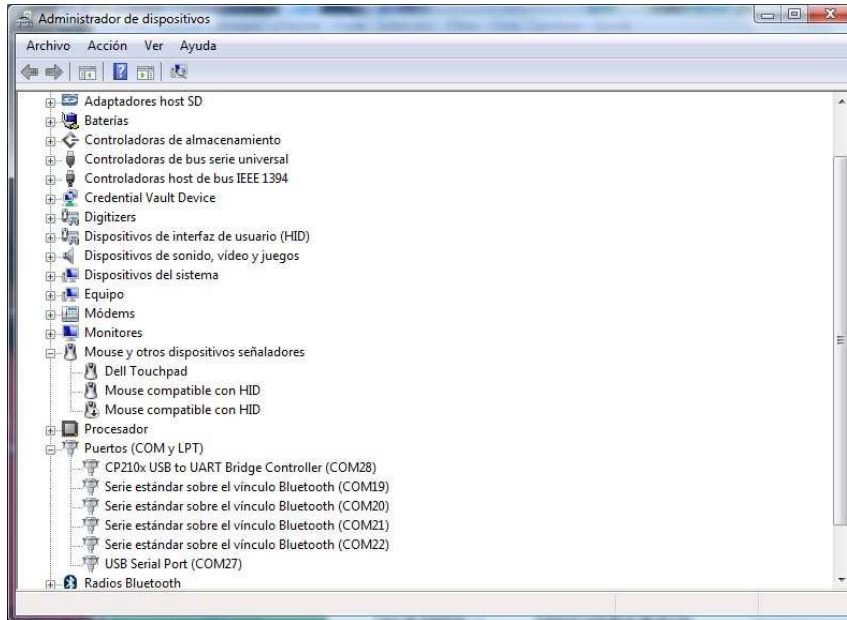 Administrador de dispositivos
Archivo Acción Ver Ayuda
Adaptadores host SD
Baterías
Controladoras de almacenamiento
Controladoras de bus serie universal
Controladoras host de bus IEEE 1394
Credential Vault Device
Digitizers
Dispositivos de interfaz de usuario (HID)
Dispositivos de sonido, vídeo y juegos
Dispositivos del sistema
Equipo
Módems
Monitores
Mouse y otros dispositivos señaladores
Dell Touchpad
Mouse compatible con HID
Mouse compatible con HID
Procesador
Puertos (COM y LPT)
CP210x USB to UART Bridge Controller (COM28)
Serie estándar sobre el vínculo Bluetooth (COM19)
Serie estándar sobre el vínculo Bluetooth (COM20)
Serie estándar sobre el vínculo Bluetooth (COM21)
Serie estándar sobre el vínculo Bluetooth (COM22)
USB Serial Port (COM27)
Radios Bluetooth